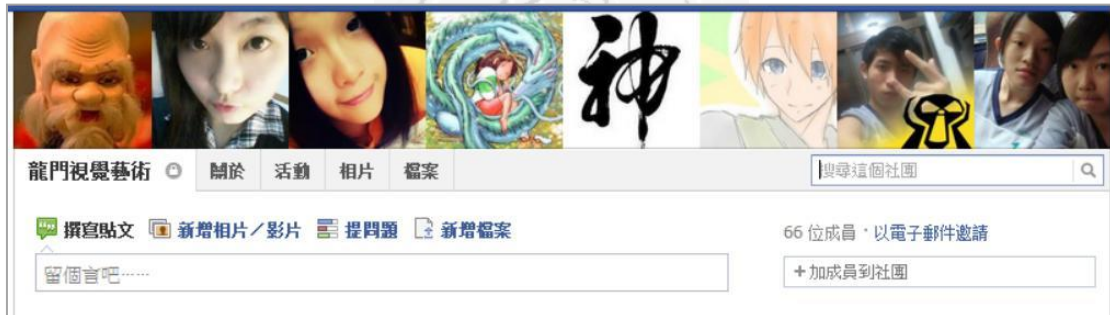 神
龍門視覺藝術 關於 活動 相片 檔案 搜尋這個社團
撰寫貼文 新增相片／影片 提問題 新增檔案 66 位成員・以電子郵件邀請
留個言吧…… +加成員到社團